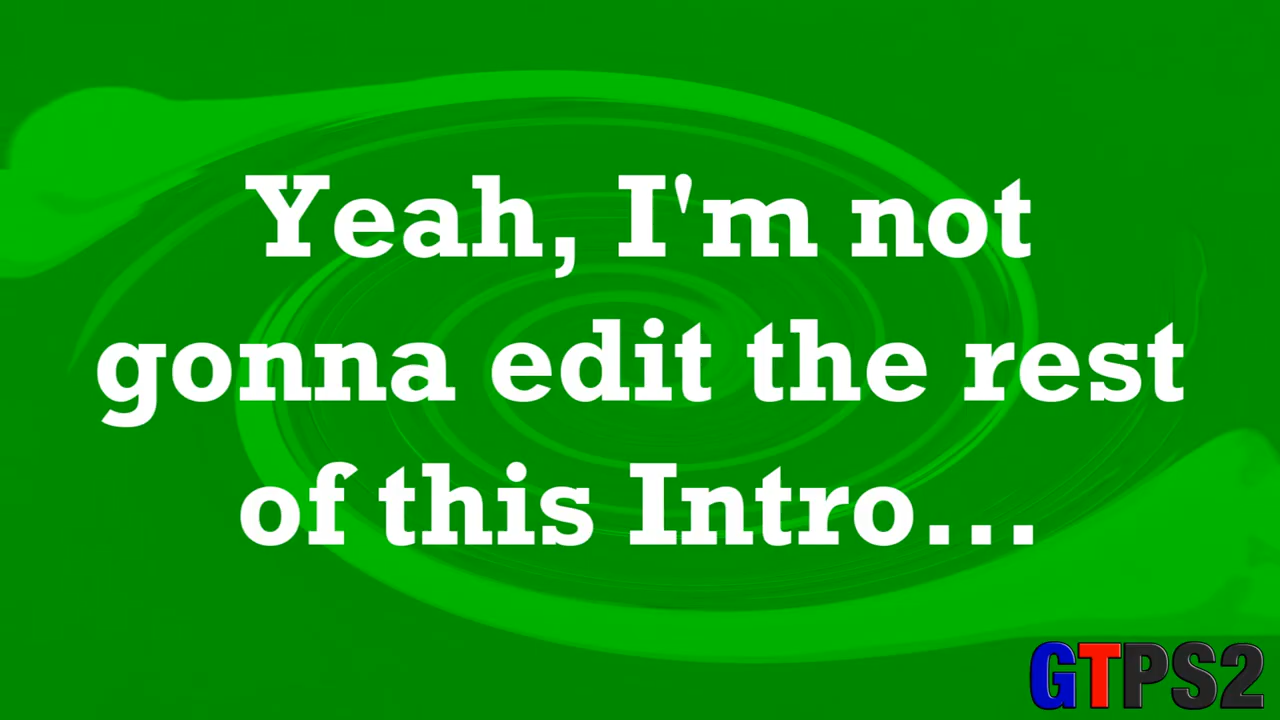 Yeah, I'm not
gonna edit the rest
of this Intro...
GTPS2